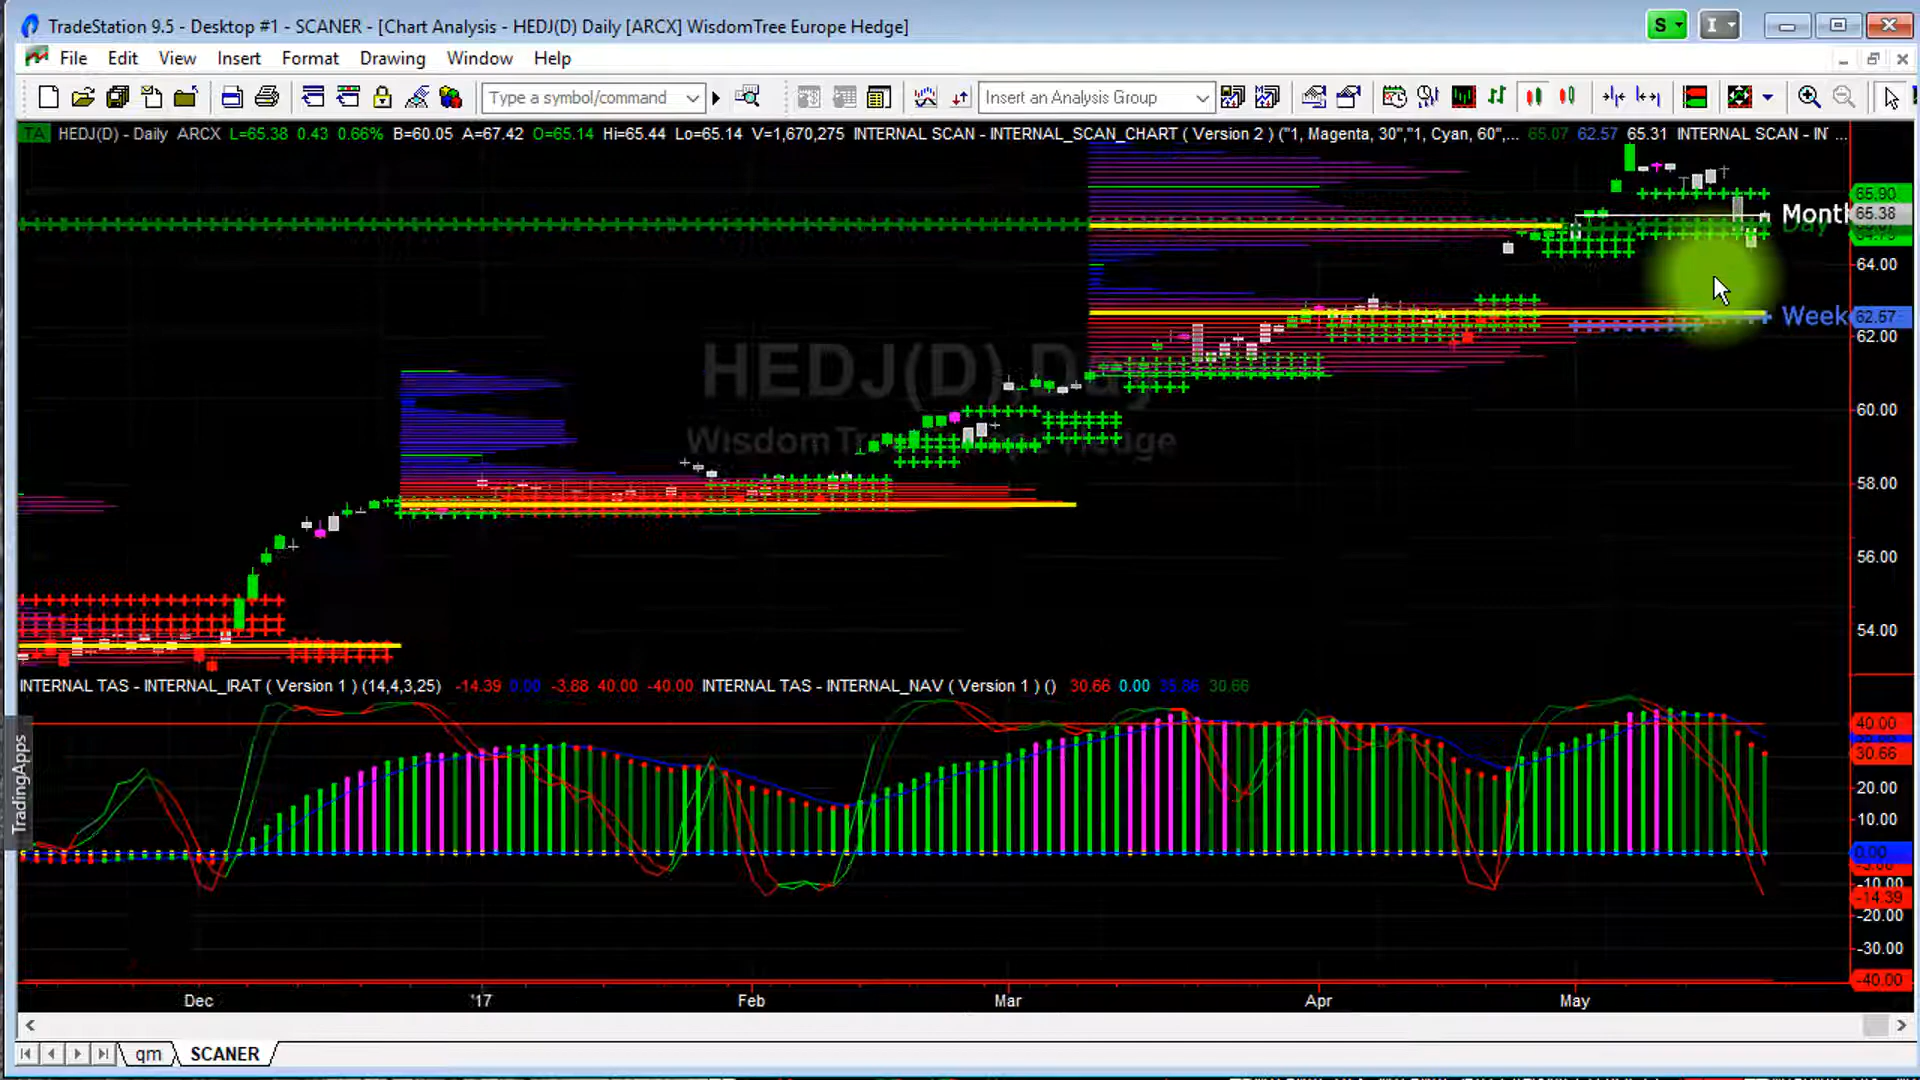 TradeStation 9.5 - Desktop #1 - SCANER - [Chart Analysis - HEDJ(D) Daily [ARCX] WisdomTree Europe Hedge]
S I
File Edit View Insert Format Drawing Window Help
Type a symbol/command Insert an Analysis Group
TA HEDJ(D) - Daily ARCX L=65.38 0.43 0.66% B=60.05 A=67.42 O=65.14 Hi=65.44 Lo=65.14 V=1,670,275 INTERNAL SCAN - INTERNAL_SCAN_CHART ( Version 2 ) ("1, Magenta, 30","1, Cyan, 60",... 65.07 62.57 65.31 INTERNAL SCAN - IN ...
65.90
Month 65.38
Day
64.00
Week 62.57
62.00
HEDJ(D),Day
60.00
WisdomTree Europe Hedge
58.00
56.00
54.00
INTERNAL TAS - INTERNAL_IRAT ( Version 1 ) (14,4,3,25) -14.39 0.00 -3.88 40.00 -40.00 INTERNAL TAS - INTERNAL_NAV ( Version 1 ) () 30.66 0.00 35.86 30.66
40.00
30.66
20.00
TradingApps
10.00
0.00
-10.00
-14.39
-20.00
-30.00
-40.00
Dec '17 Feb Mar Apr May
qm SCANER